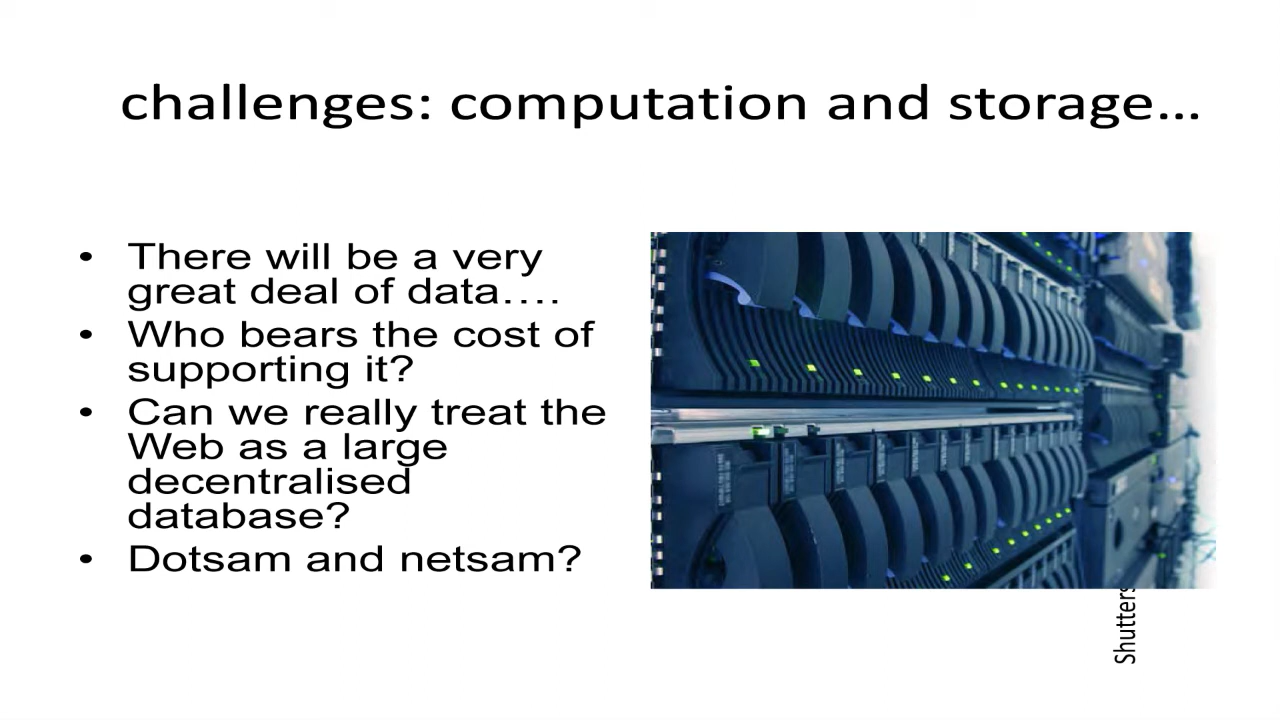 challenges: computation and storage...
• There will be a very
great deal of data....
• Who bears the cost of
supporting it?
• Can we really treat the
Web as a large
decentralised
database?
• Dotsam and netsam?
Shutters